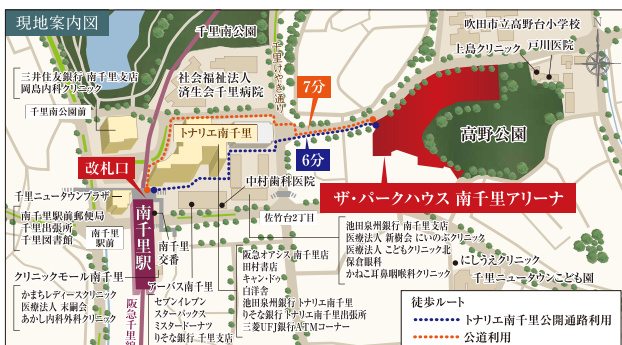 現地案内図
千里南公園
吹田市立高野台小学校
上島クリニック
戸川医院
N
三井住友銀行 南千里支店
岡島内科クリニック
社会福祉法人
済生会千里病院
千里けやき通り
7分
千里南公園前
トナリエ南千里
高野公園
6分
改札口
中村歯科医院
ザ・パークハウス 南千里アリーナ
千里ニュータウンプラザ
南千里駅前郵便局
千里出張所
千里図書館
南千里
駅前
南千里駅
南千里
交番
佐竹台2丁目
池田泉州銀行 南千里支店
医療法人 新樹会 にいのぶクリニック
医療法人 こどもクリニック北
保倉眼科
かねこ耳鼻咽喉科クリニック
にしうえクリニック
千里ニュータウンこども園
クリニックモール南千里
かまちレディースクリニック
医療法人 末嗣会
あかし内科外科クリニック
阪急千里線
アーバス南千里
セブンイレブン
スターバックス
ミスタードーナツ
りそな銀行 千里支店
阪急オアシス 南千里店
田村書店
キャンドゥ
白洋舎
池田泉州銀行 トナリエ南千里
りそな銀行 トナリエ南千里出張所
三菱UFJ銀行ATMコーナー
徒歩ルート
トナリエ南千里公開通路利用
公道利用